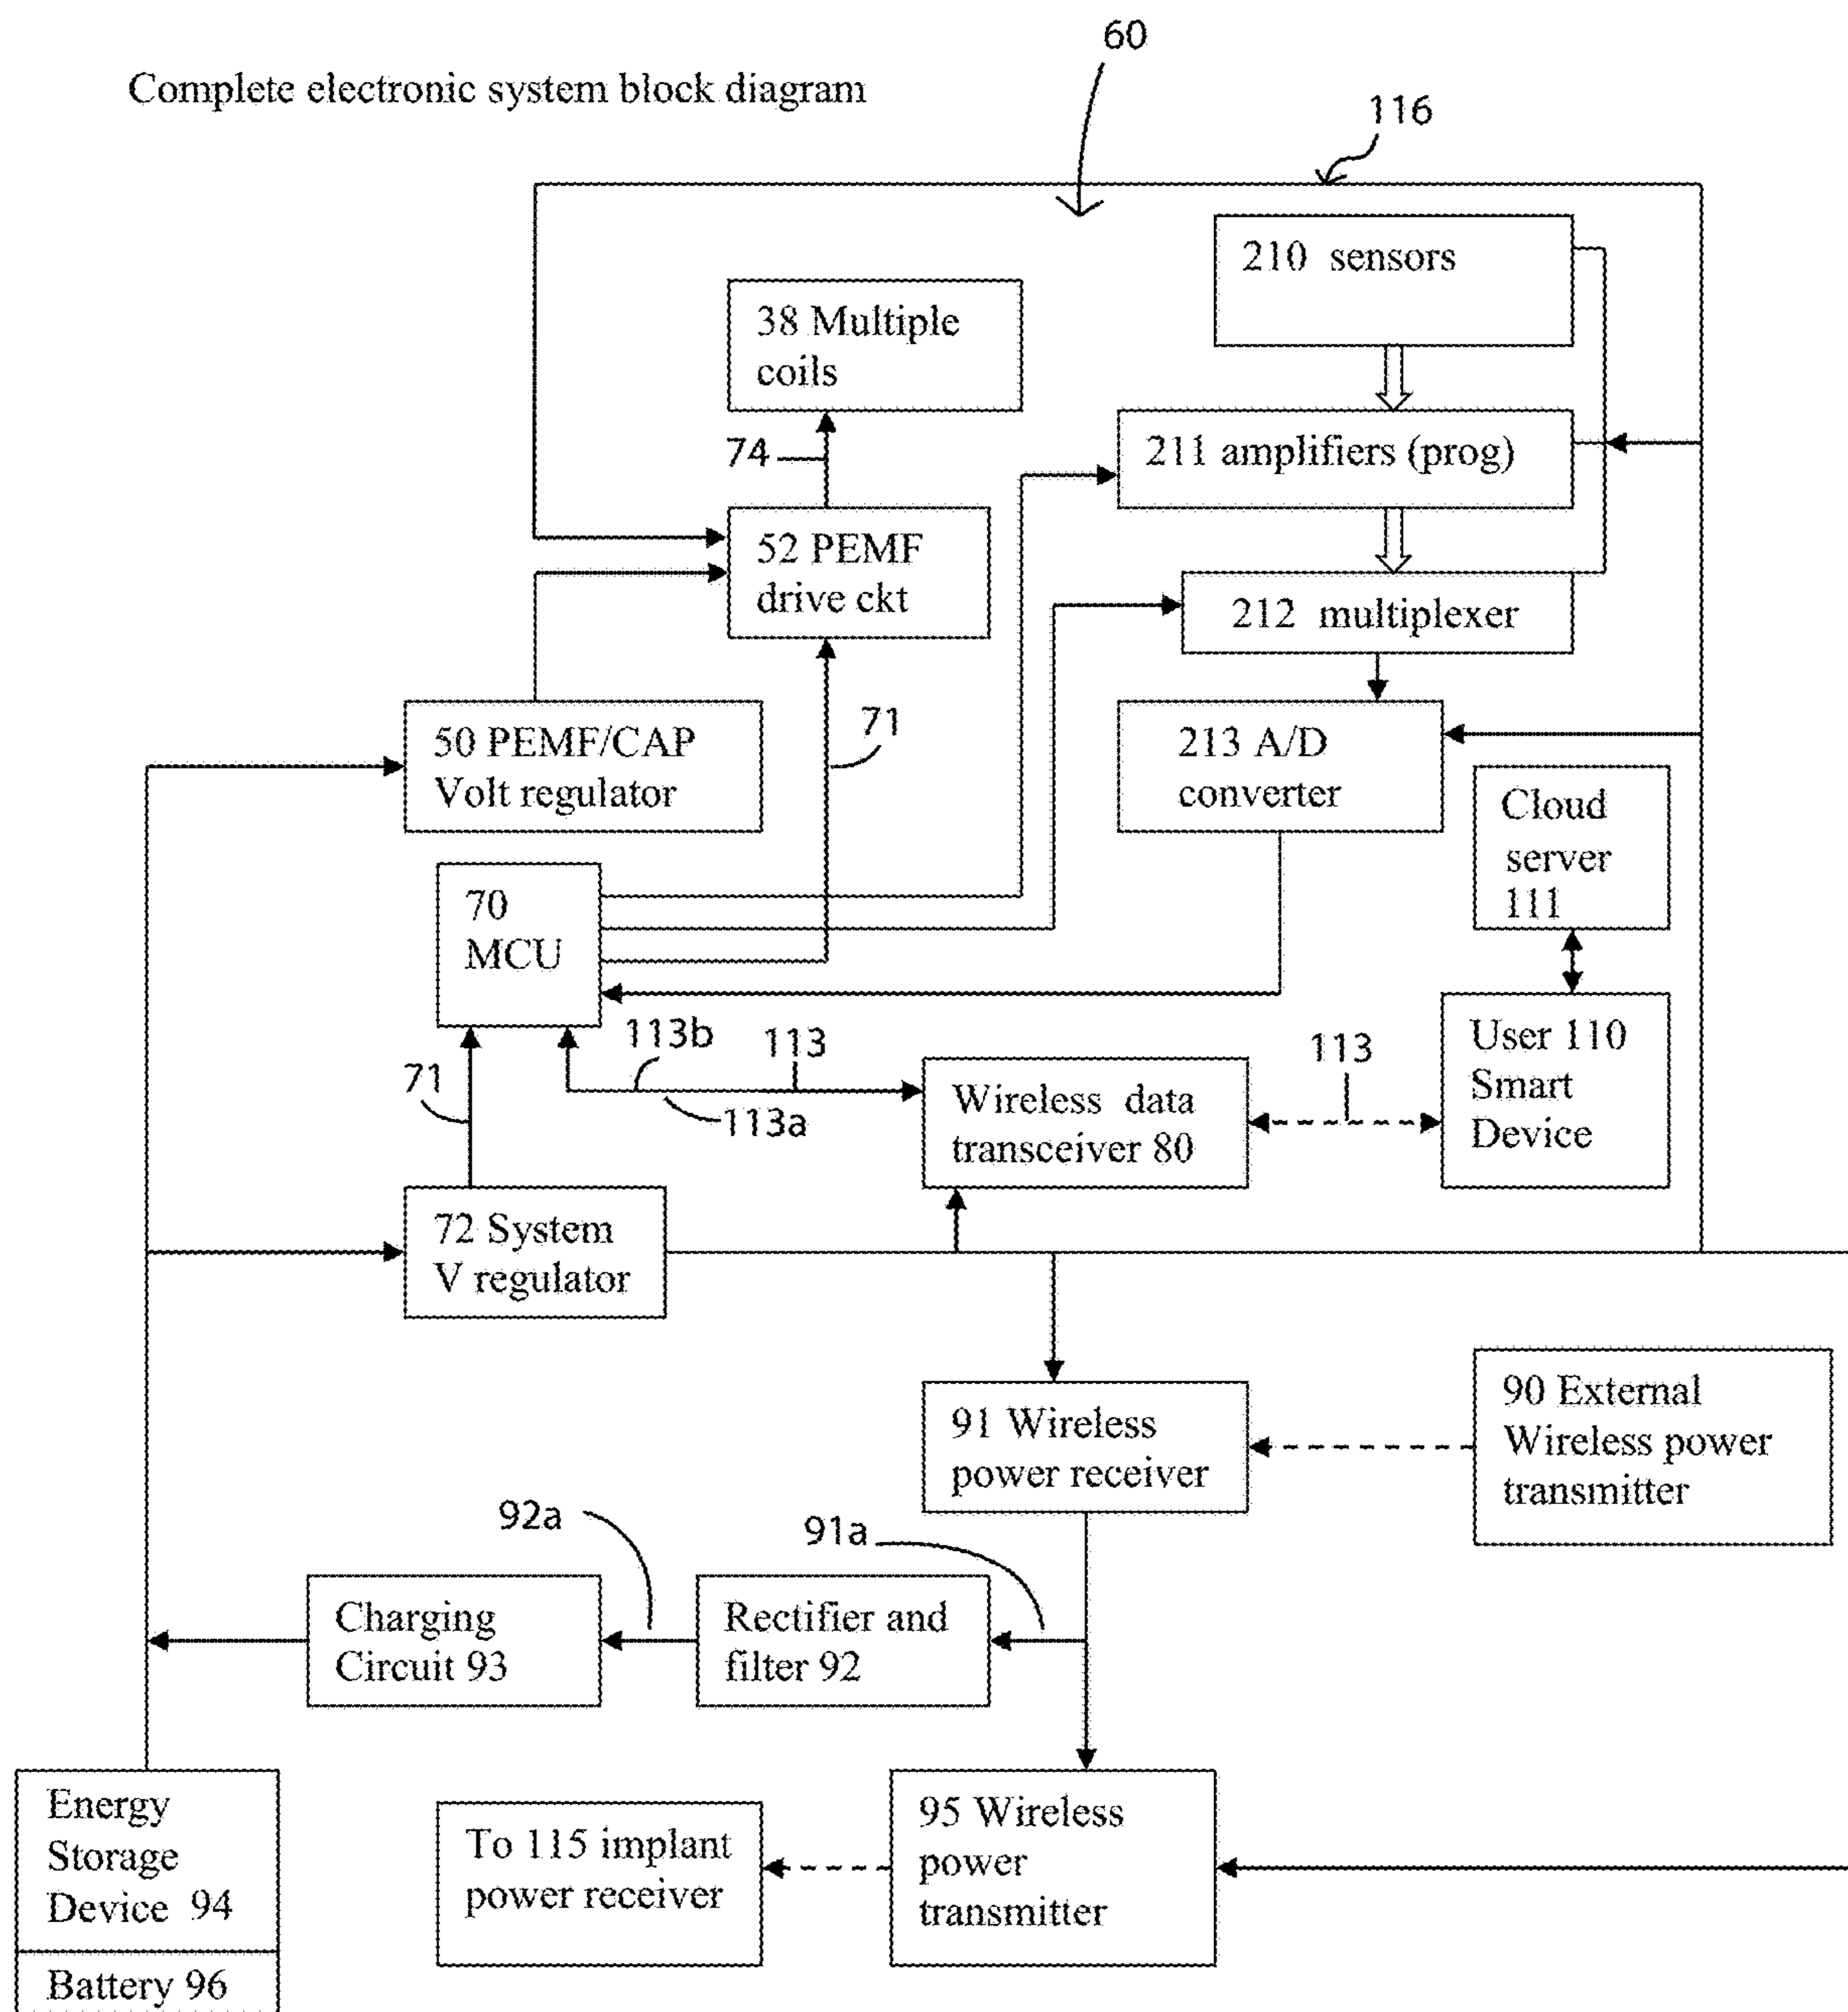 60
Complete electronic system block diagram
116
210 sensors
38 Multiple
coils
211 amplifiers (prog)
74
52 PEMF
drive ckt
212 multiplexer
50 PEMF/CAP
Volt regulator
71
213 A/D
converter
Cloud
server
111
70
MCU
113b
113
113a
71
Wireless data
transceiver 80
113
User 110
Smart
Device
72 System
V regulator
91 Wireless
power receiver
90 External
Wireless power
transmitter
92a
91a
Charging
Circuit 93
Rectifier and
filter 92
Energy
Storage
Device 94
Battery 96
To 115 implant
power receiver
95 Wireless
power
transmitter